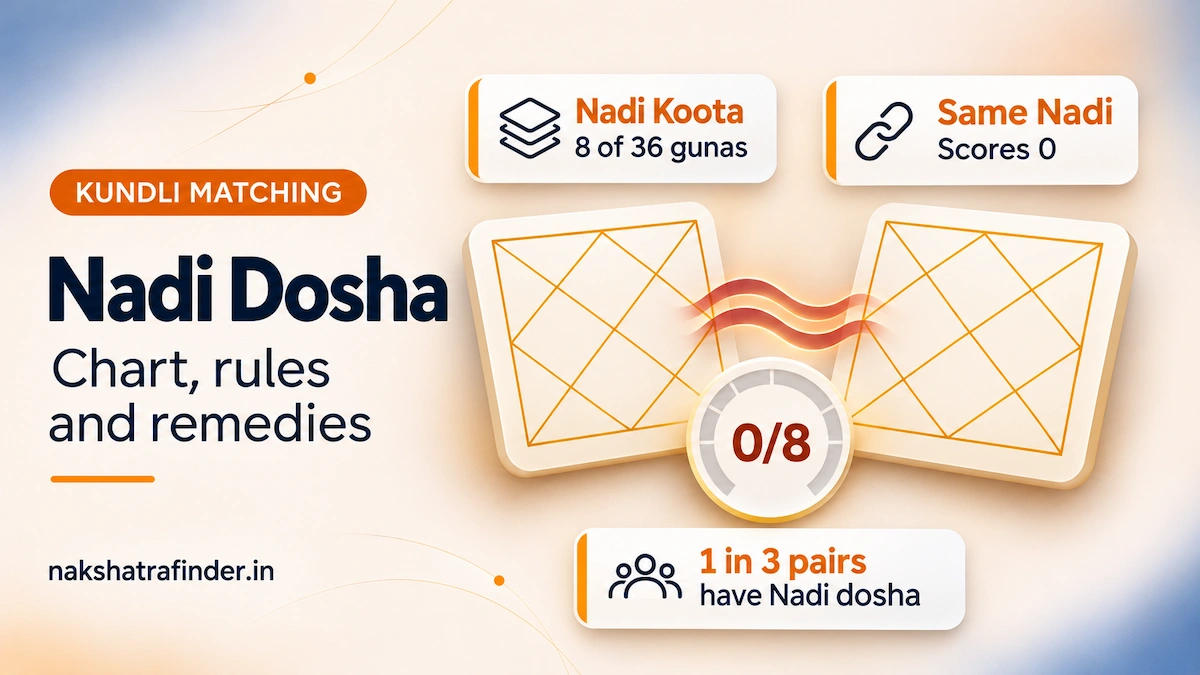 KUNDLI MATCHING
Nadi Dosha
Chart, rules
and remedies
nakshatrafinder.in
Nadi Koota
8 of 36 gunas
Same Nadi
Scores 0
0/8
1 in 3 pairs
have Nadi dosha